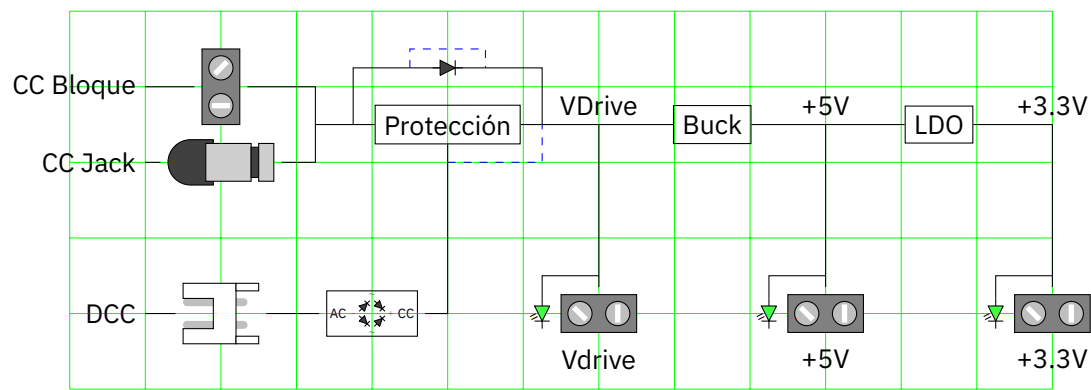 CC Bloque
VDrive
+5V
+3.3V
Protección
Buck
LDO
CC Jack
DCC
AC
CC
Vdrive
+5V
+3.3V